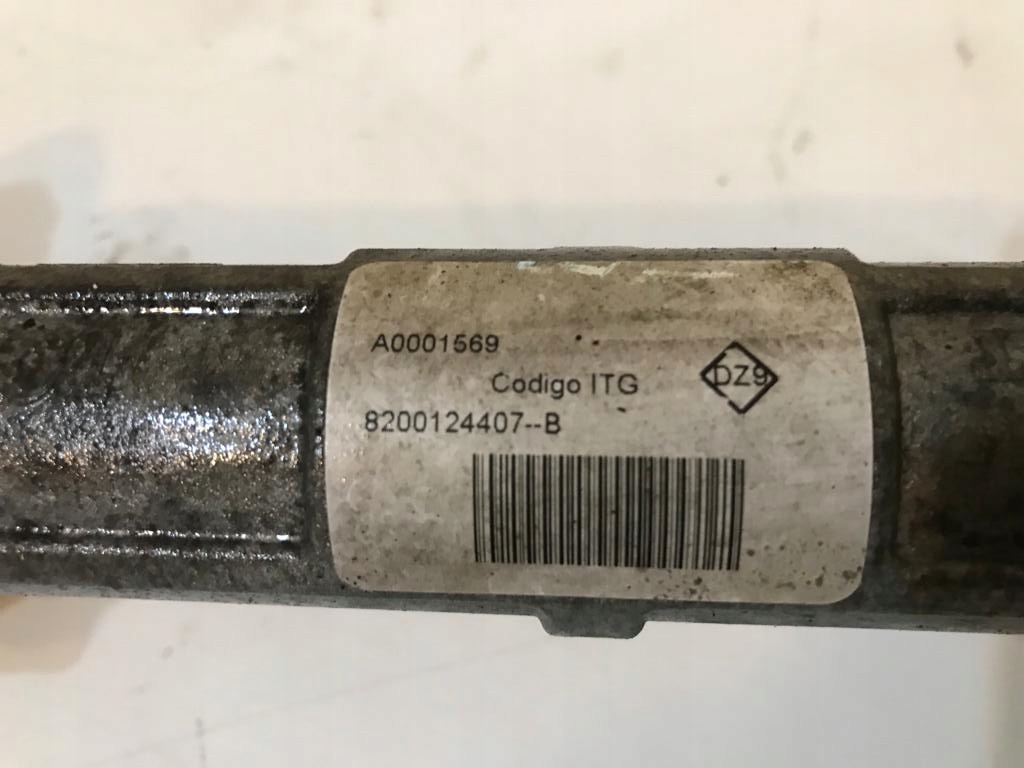 A0001569
Codigo ITG
DZ9
8200124407--B